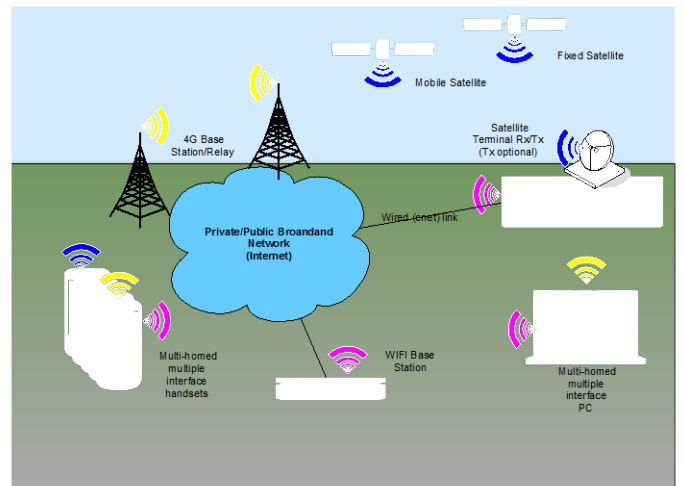 Fixed Satellite
Mobile Satellite
4G Base
Station/Relay
Satellite
Terminal Rx/Tx
(Tx optional)
Private/Public Broandand
Network
(Internet)
Wired (enet) link
WIFI Base
Station
Multi-homed
multiple
interface
handsets
Multi-homed
multiple
interface
PC